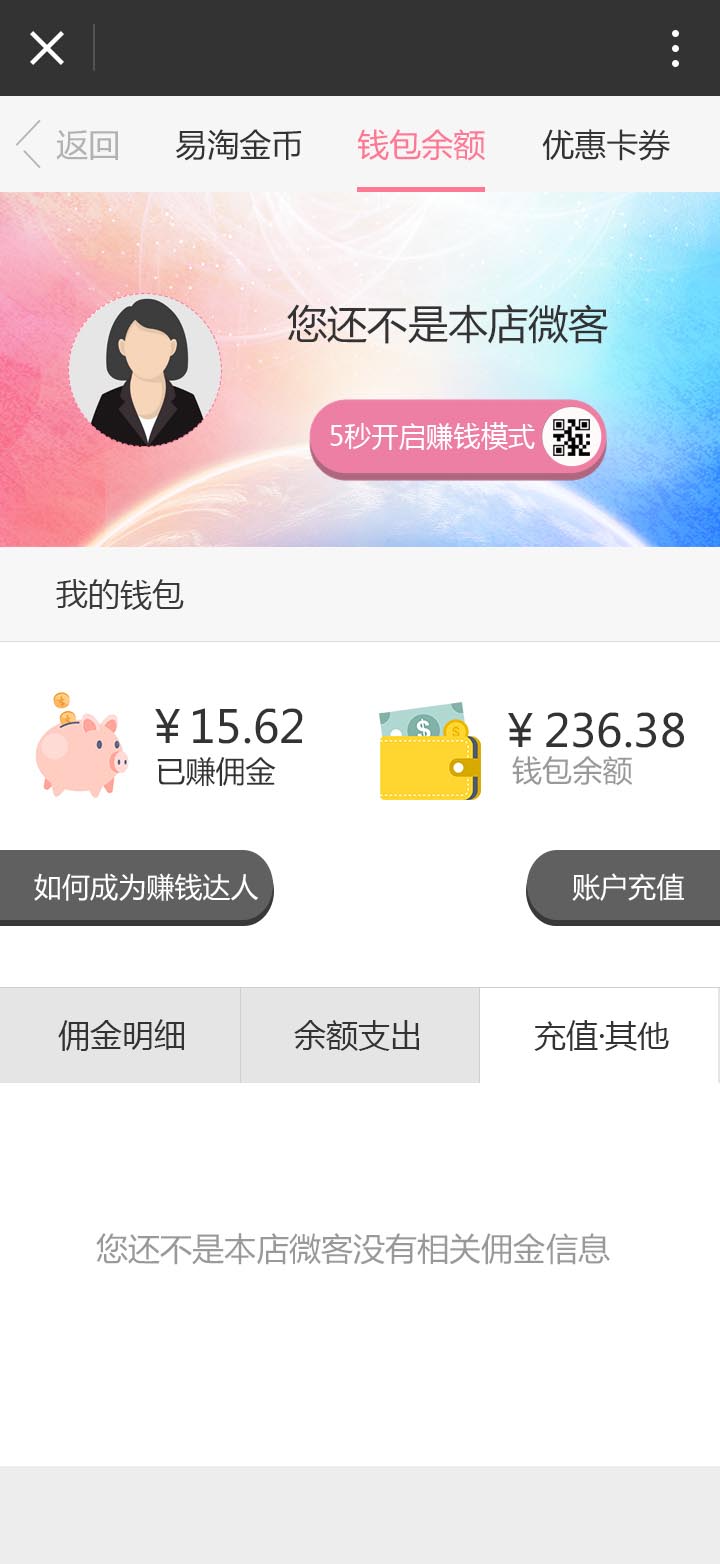 返回
易淘金币
钱包余额
优惠卡券
您还不是本店微客
5秒开启赚钱模式
我的钱包
¥ 15.62
已赚佣金
¥ 236.38
钱包余额
如何成为赚钱达人
账户充值
佣金明细
余额支出
充值·其他
您还不是本店微客没有相关佣金信息